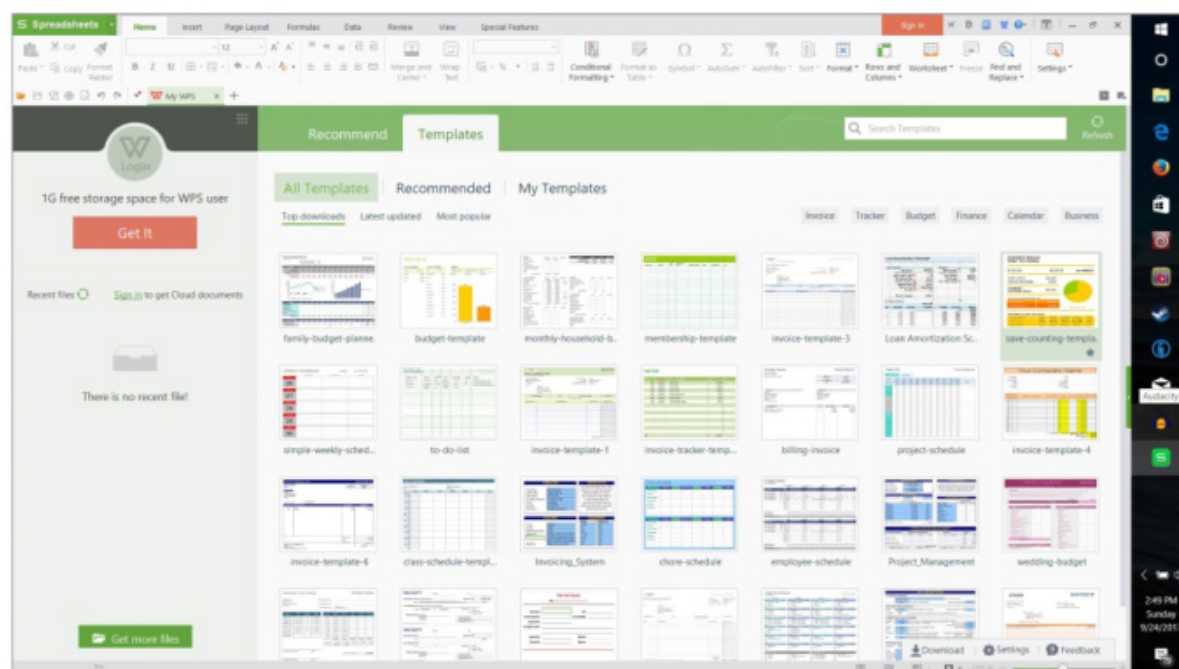 S Spreadsheets
Home Insert Page Layout Formulas Data Review View Special Features
Sign in
Cut
12
Paste Copy Format Painter
Merge and Center
Wrap Text
Conditional Formatting
Format as Table
Symbol
AutoSum
AutoFilter
Sort
Format
Rows and Columns
Worksheet
Freeze
Find and Replace
Settings
My WPS
Recommend
Templates
Search Templates
Refresh
Login
1G free storage space for WPS user
Get It
Recent files
Sign in to get Cloud documents
There is no recent file!
Get more files
All Templates
Recommended
My Templates
Top downloads Latest updated Most popular
Invoice Tracker Budget Finance Calendar Business
family-budget-planne.
budget-template
monthly-household-b..
membership-template
invoice-template-3
Loan Amortization Sc..
save-counting-templa.
simple-weekly-sched...
to-do-list
invoice-template-1
invoice-tracker-temp...
billing-invoice
project-schedule
invoice-template-4
invoice-template-6
class-schedule-templ...
Invoicing_System
chore-schedule
employee-schedule
Project_Management
wedding-budget
Download
Settings
Feedback
Audacity
2:49 PM
Sunday
9/24/201